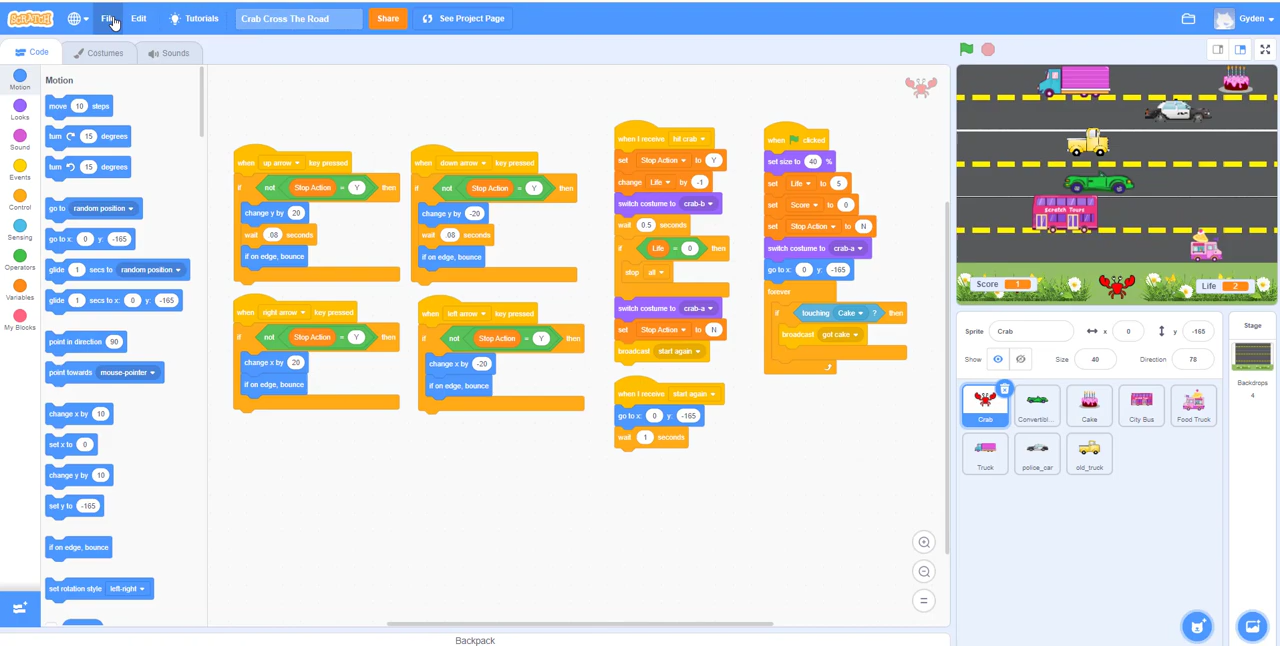 SCRATCH File Edit Tutorials Crab Cross The Road Share See Project Page Gyden
Code Costumes Sounds
Motion
Looks
Sound
Events
Control
Sensing
Operators
Variables
My Blocks
Motion
move 10 steps
turn 15 degrees
turn 15 degrees
go to random position
go to x: 0 y: -165
glide 1 secs to random position
glide 1 secs to x: 0 y: -165
point in direction 90
point towards mouse-pointer
change x by 10
set x to 0
change y by 10
set y to -165
if on edge, bounce
set rotation style left-right
when up arrow key pressed
if not Stop Action = Y then
change y by 20
wait .08 seconds
if on edge, bounce
when down arrow key pressed
if not Stop Action = Y then
change y by -20
wait .08 seconds
if on edge, bounce
when right arrow key pressed
if not Stop Action = Y then
change x by 20
if on edge, bounce
when left arrow key pressed
if not Stop Action = Y then
change x by -20
if on edge, bounce
when I receive hit crab
set Stop Action to Y
change Life by -1
switch costume to crab-b
wait 0.5 seconds
if Life = 0 then
stop all
switch costume to crab-a
set Stop Action to N
broadcast start again
when I receive start again
go to x: 0 y: -165
wait 1 seconds
when clicked
set size to 40 %
set Life to 5
set Score to 0
set Stop Action to N
switch costume to crab-a
go to x: 0 y: -165
forever
if touching Cake ? then
broadcast got cake
Scratch Tours
Score 1
Life 2
Sprite Crab x 0 y -165
Show Size 40 Direction 78
Stage
Backdrops
4
Crab Convertibl... Cake City Bus Food Truck
Truck police_car old_truck
Backpack